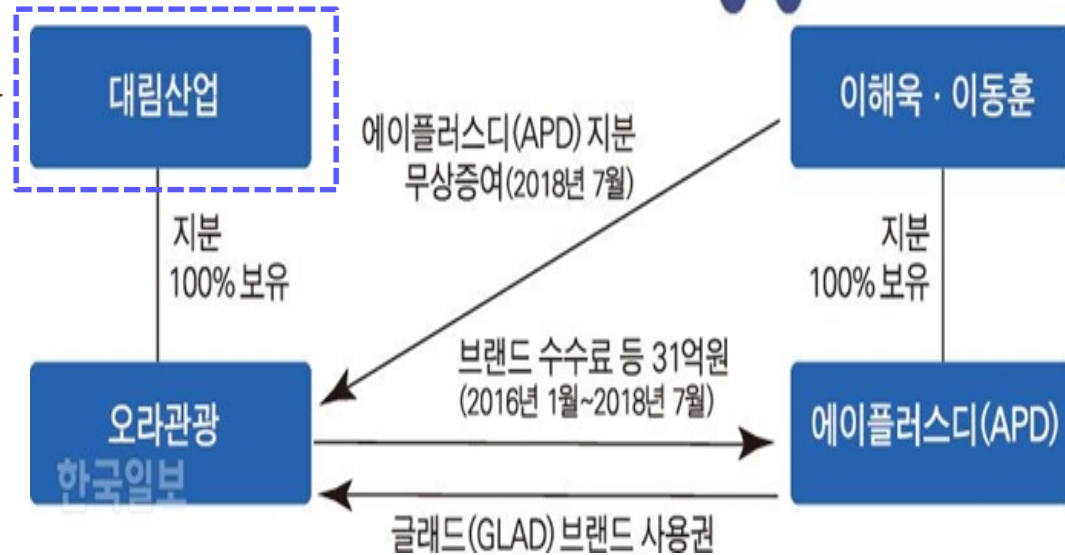 대림산업
이해욱 · 이동훈
에이플러스디(APD) 지분
무상증여(2018년 7월)
지분
100% 보유
지분
100% 보유
브랜드 수수료 등 31억원
(2016년 1월~2018년 7월)
오라관광
에이플러스디(APD)
한국일보
글래드(GLAD) 브랜드 사용권